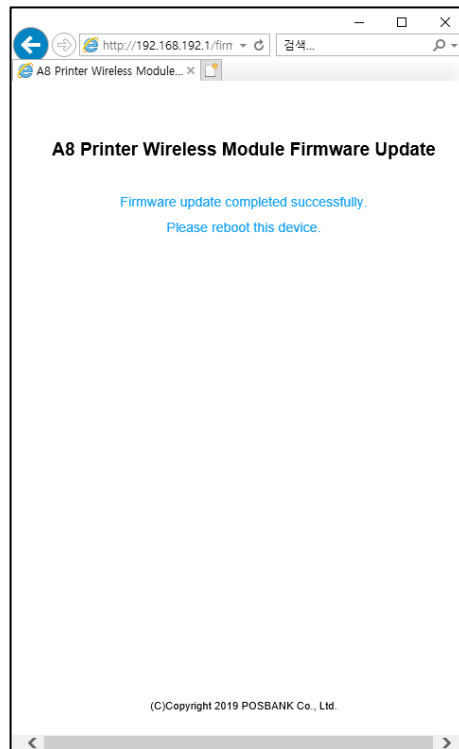 http://192.168.192.1/firr
검색...
A8 Printer Wireless Module...
A8 Printer Wireless Module Firmware Update
Firmware update completed successfully.
Please reboot this device.
(C)Copyright 2019 POSBANK Co., Ltd.